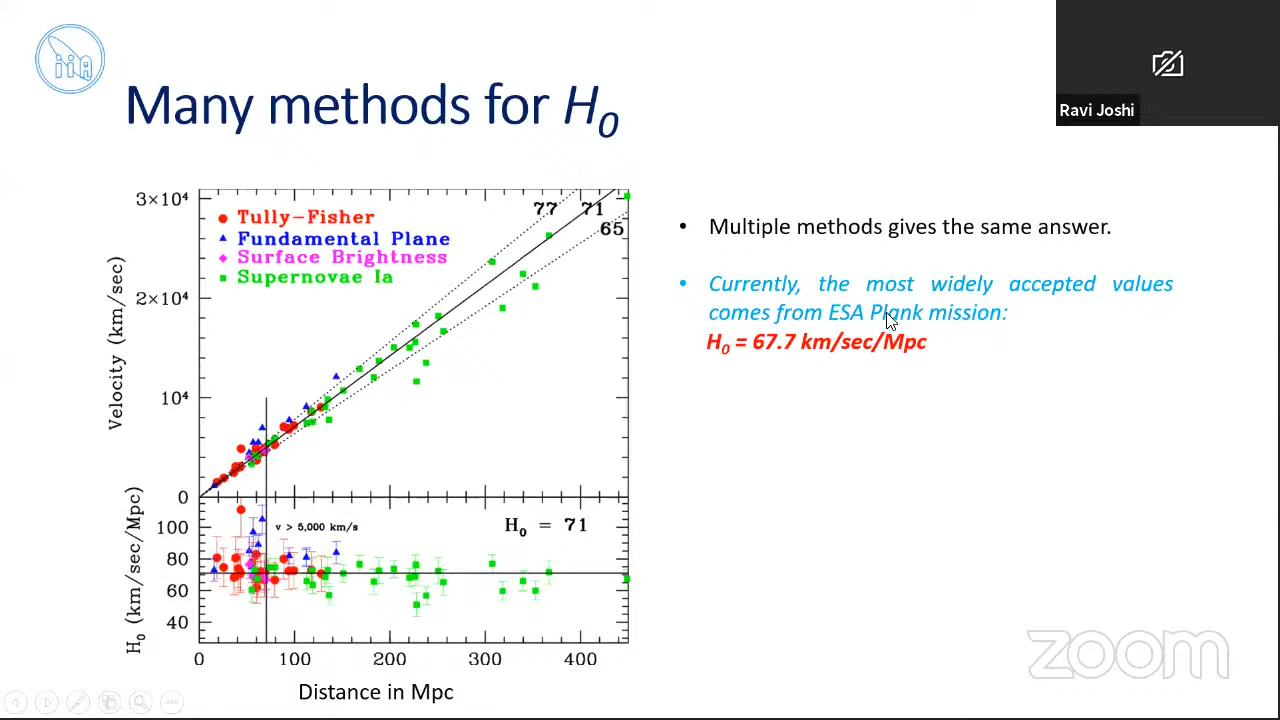 iiA
Many methods for H0
Ravi Joshi
Tully-Fisher
Fundamental Plane
Surface Brightness
Supernovae Ia
77 71
65
3×10⁴
2×10⁴
10⁴
0
Velocity (km/sec)
v > 5,000 km/s
H0 = 71
100
80
60
40
H0 (km/sec/Mpc)
0 100 200 300 400
Distance in Mpc
• Multiple methods gives the same answer.
• Currently, the most widely accepted values
comes from ESA Plank mission:
H0 = 67.7 km/sec/Mpc
zoom